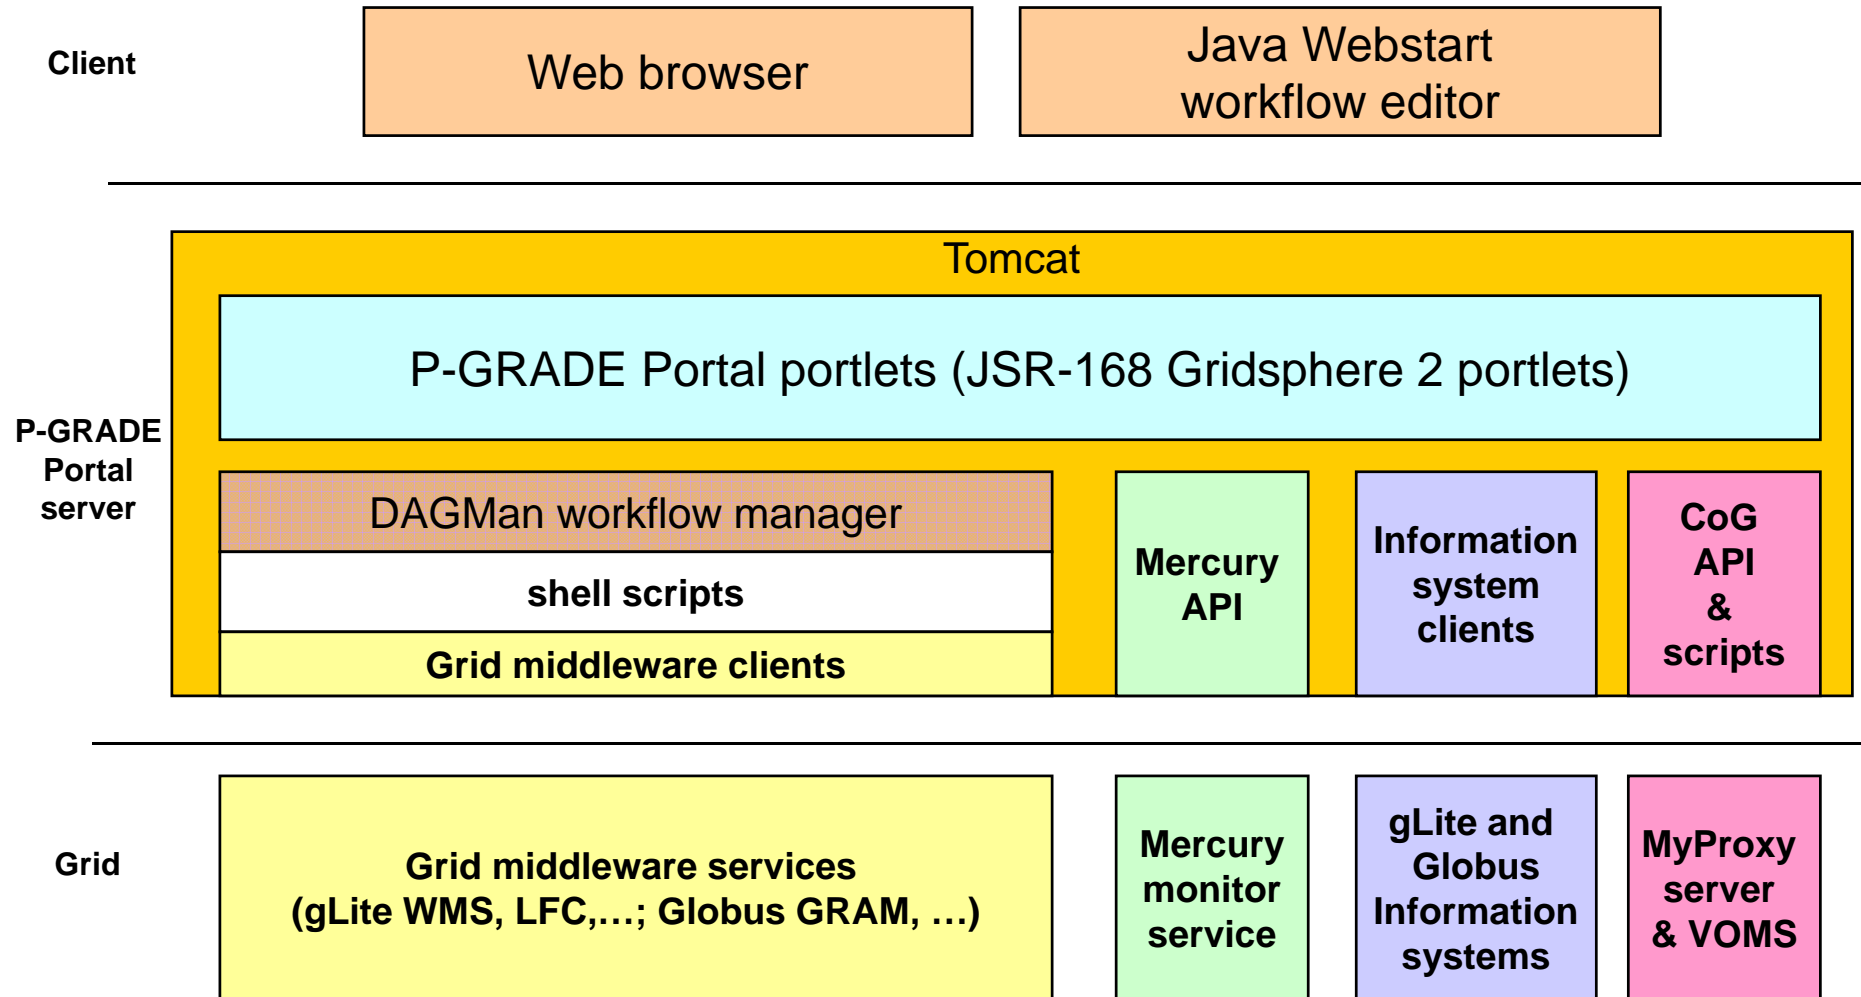 Client
Web browser
Java Webstart
workflow editor
Tomcat
P-GRADE Portal portlets (JSR-168 Gridsphere 2 portlets)
P-GRADE
Portal
server
DAGMan workflow manager
shell scripts
Grid middleware clients
Mercury
API
Information
system
clients
CoG
API
&
scripts
Grid
Grid middleware services
(gLite WMS, LFC,…; Globus GRAM, …)
Mercury
monitor
service
gLite and
Globus
Information
systems
MyProxy
server
& VOMS